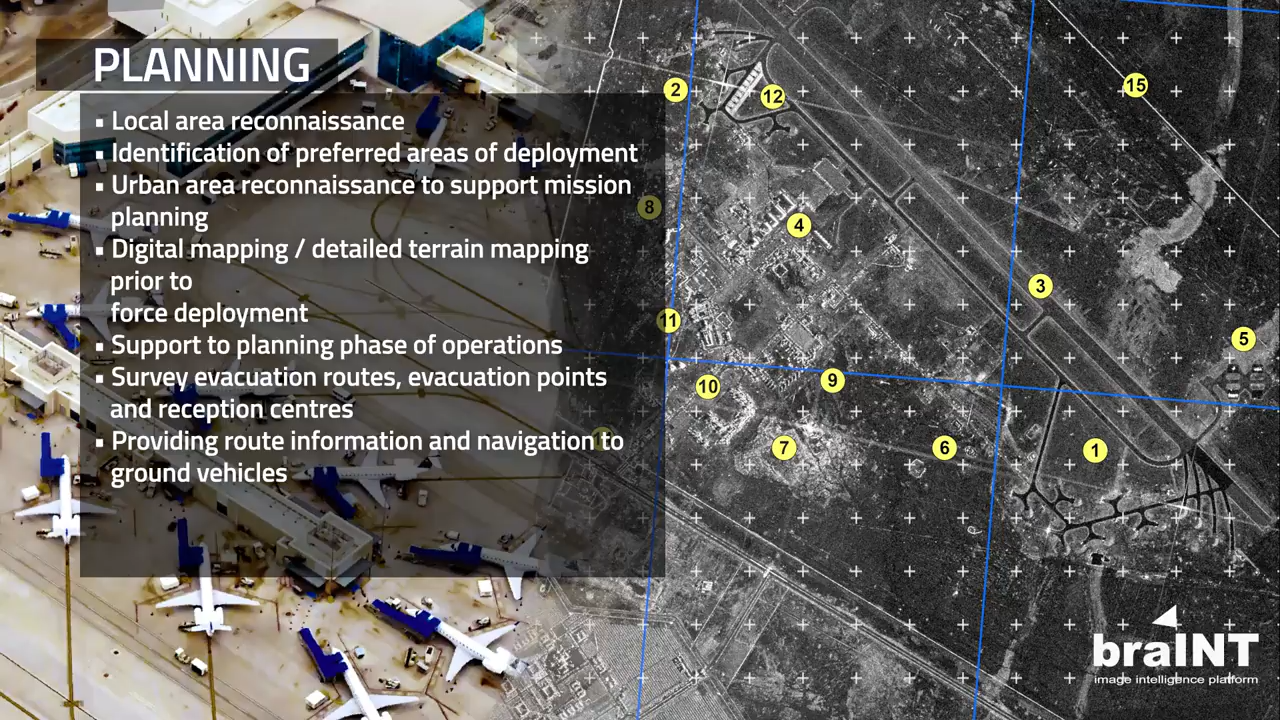 PLANNING
▪ Local area reconnaissance
▪ Identification of preferred areas of deployment
▪ Urban area reconnaissance to support mission
planning
▪ Digital mapping / detailed terrain mapping
prior to
force deployment
▪ Support to planning phase of operations
▪ Survey evacuation routes, evacuation points
and reception centres
▪ Providing route information and navigation to
ground vehicles
2
12
15
8
4
3
11
5
10
9
7
6
1
braINT
image intelligence platform